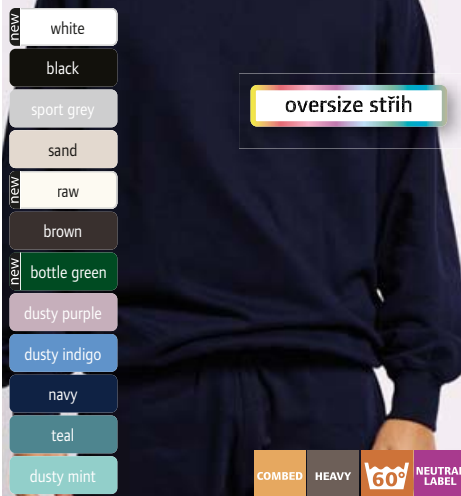 new
white
black
sport grey
sand
new
raw
brown
new
bottle green
dusty purple
dusty indigo
navy
teal
dusty mint
oversize střih
COMBED
HEAVY
60°
NEUTRAL
LABEL